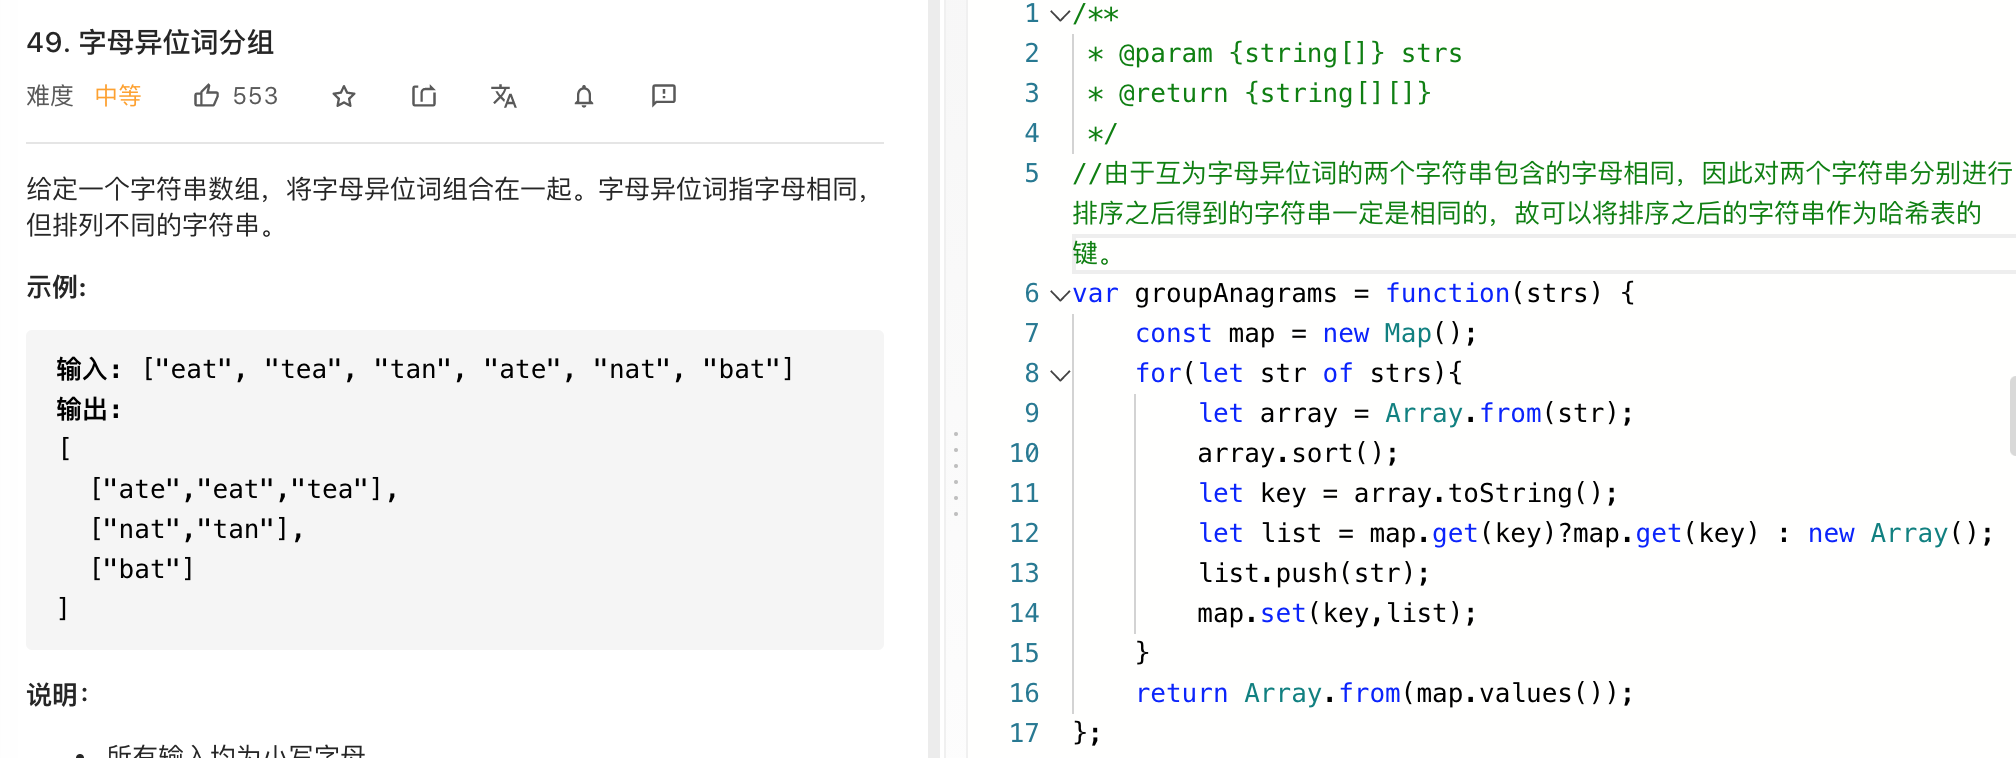 49. 字母异位词分组
难度 中等 553
给定一个字符串数组，将字母异位词组合在一起。字母异位词指字母相同，
但排列不同的字符串。
示例:
输入: ["eat", "tea", "tan", "ate", "nat", "bat"]
输出:
[
["ate","eat","tea"],
["nat","tan"],
["bat"]
]
说明：
• 所有输入均为小写字母
1 /**
2 * @param {string[]} strs
3 * @return {string[][]}
4 */
5 //由于互为字母异位词的两个字符串包含的字母相同，因此对两个字符串分别进行
排序之后得到的字符串一定是相同的，故可以将排序之后的字符串作为哈希表的
键。
6 var groupAnagrams = function(strs) {
7 const map = new Map();
8 for(let str of strs){
9 let array = Array.from(str);
10 array.sort();
11 let key = array.toString();
12 let list = map.get(key)?map.get(key) : new Array();
13 list.push(str);
14 map.set(key,list);
15 }
16 return Array.from(map.values());
17 };